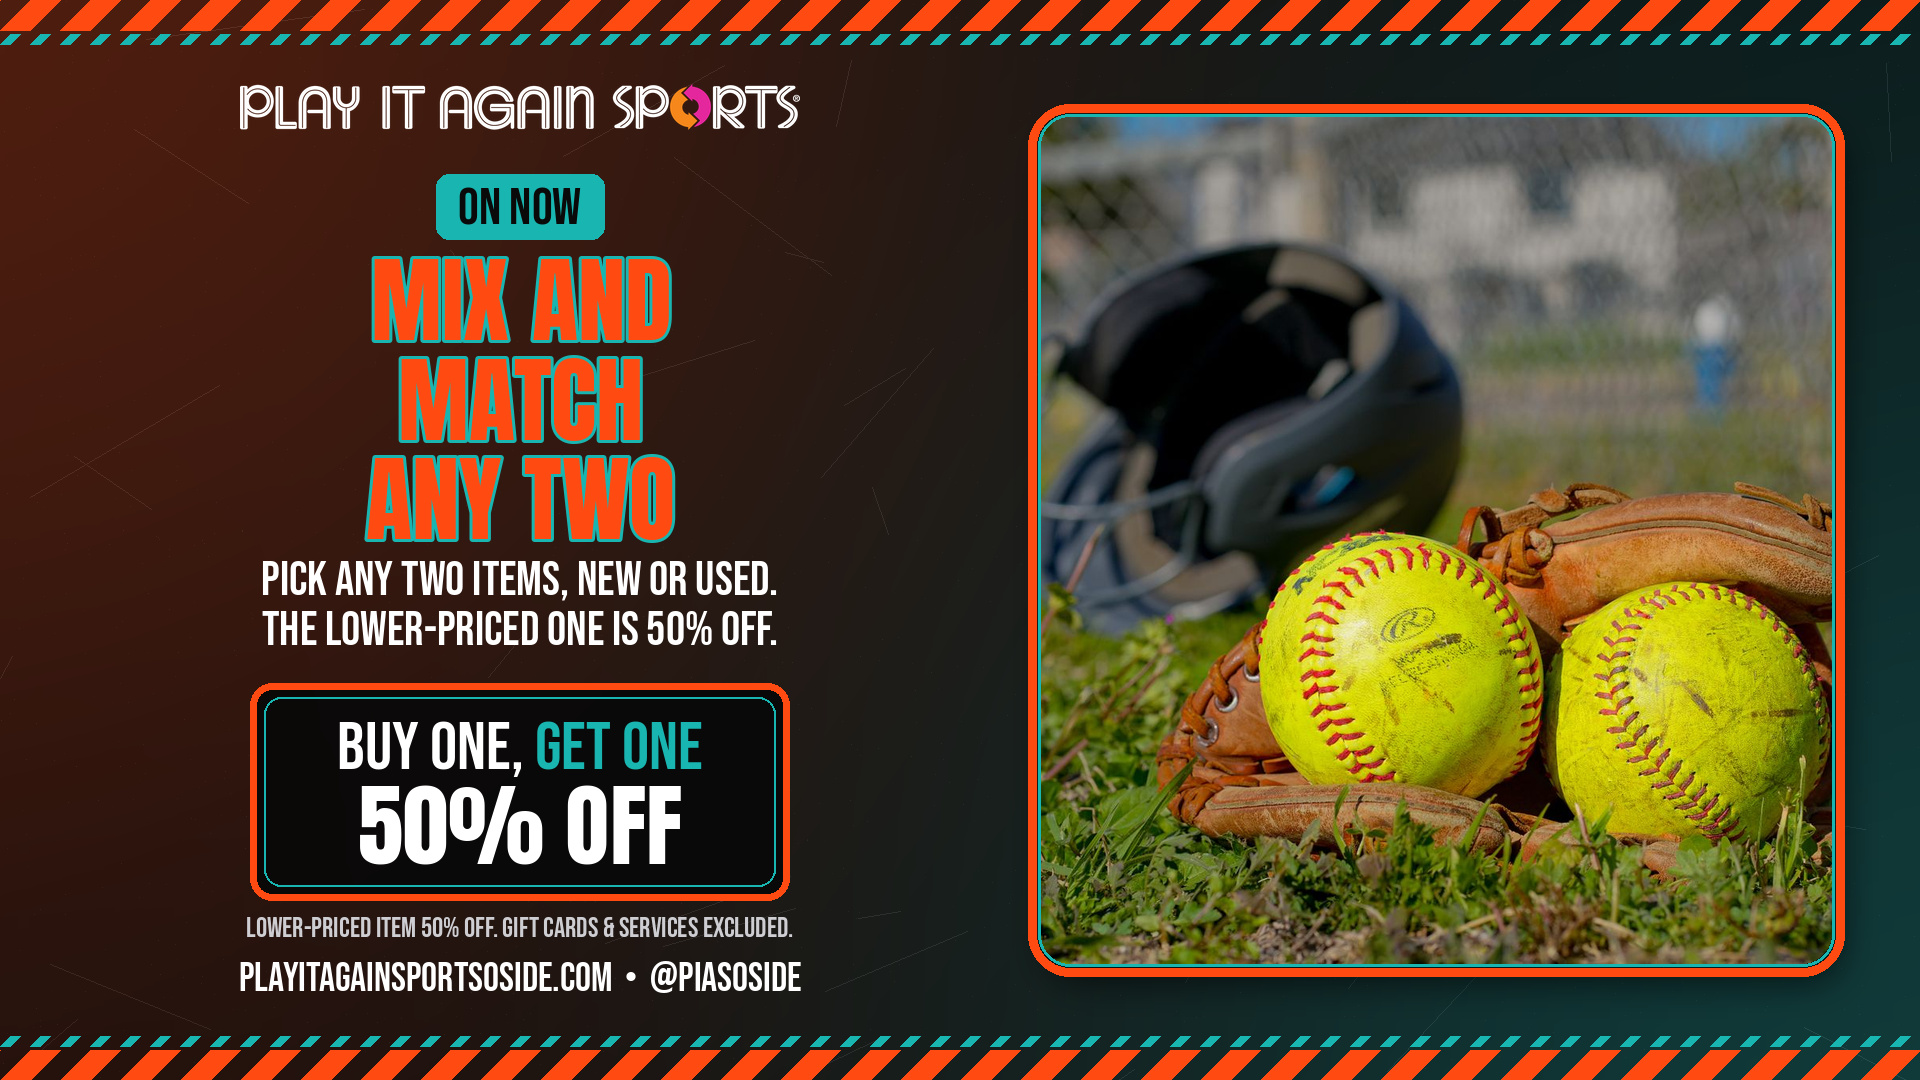 PLAY IT AGAIN SPORTS®
ON NOW
MIX AND
MATCH
ANY TWO
PICK ANY TWO ITEMS, NEW OR USED.
THE LOWER-PRICED ONE IS 50% OFF.
BUY ONE, GET ONE
50% OFF
LOWER-PRICED ITEM 50% OFF. GIFT CARDS & SERVICES EXCLUDED.
PLAYITAGAINSPORTSOSIDE.COM • @PIASOSIDE